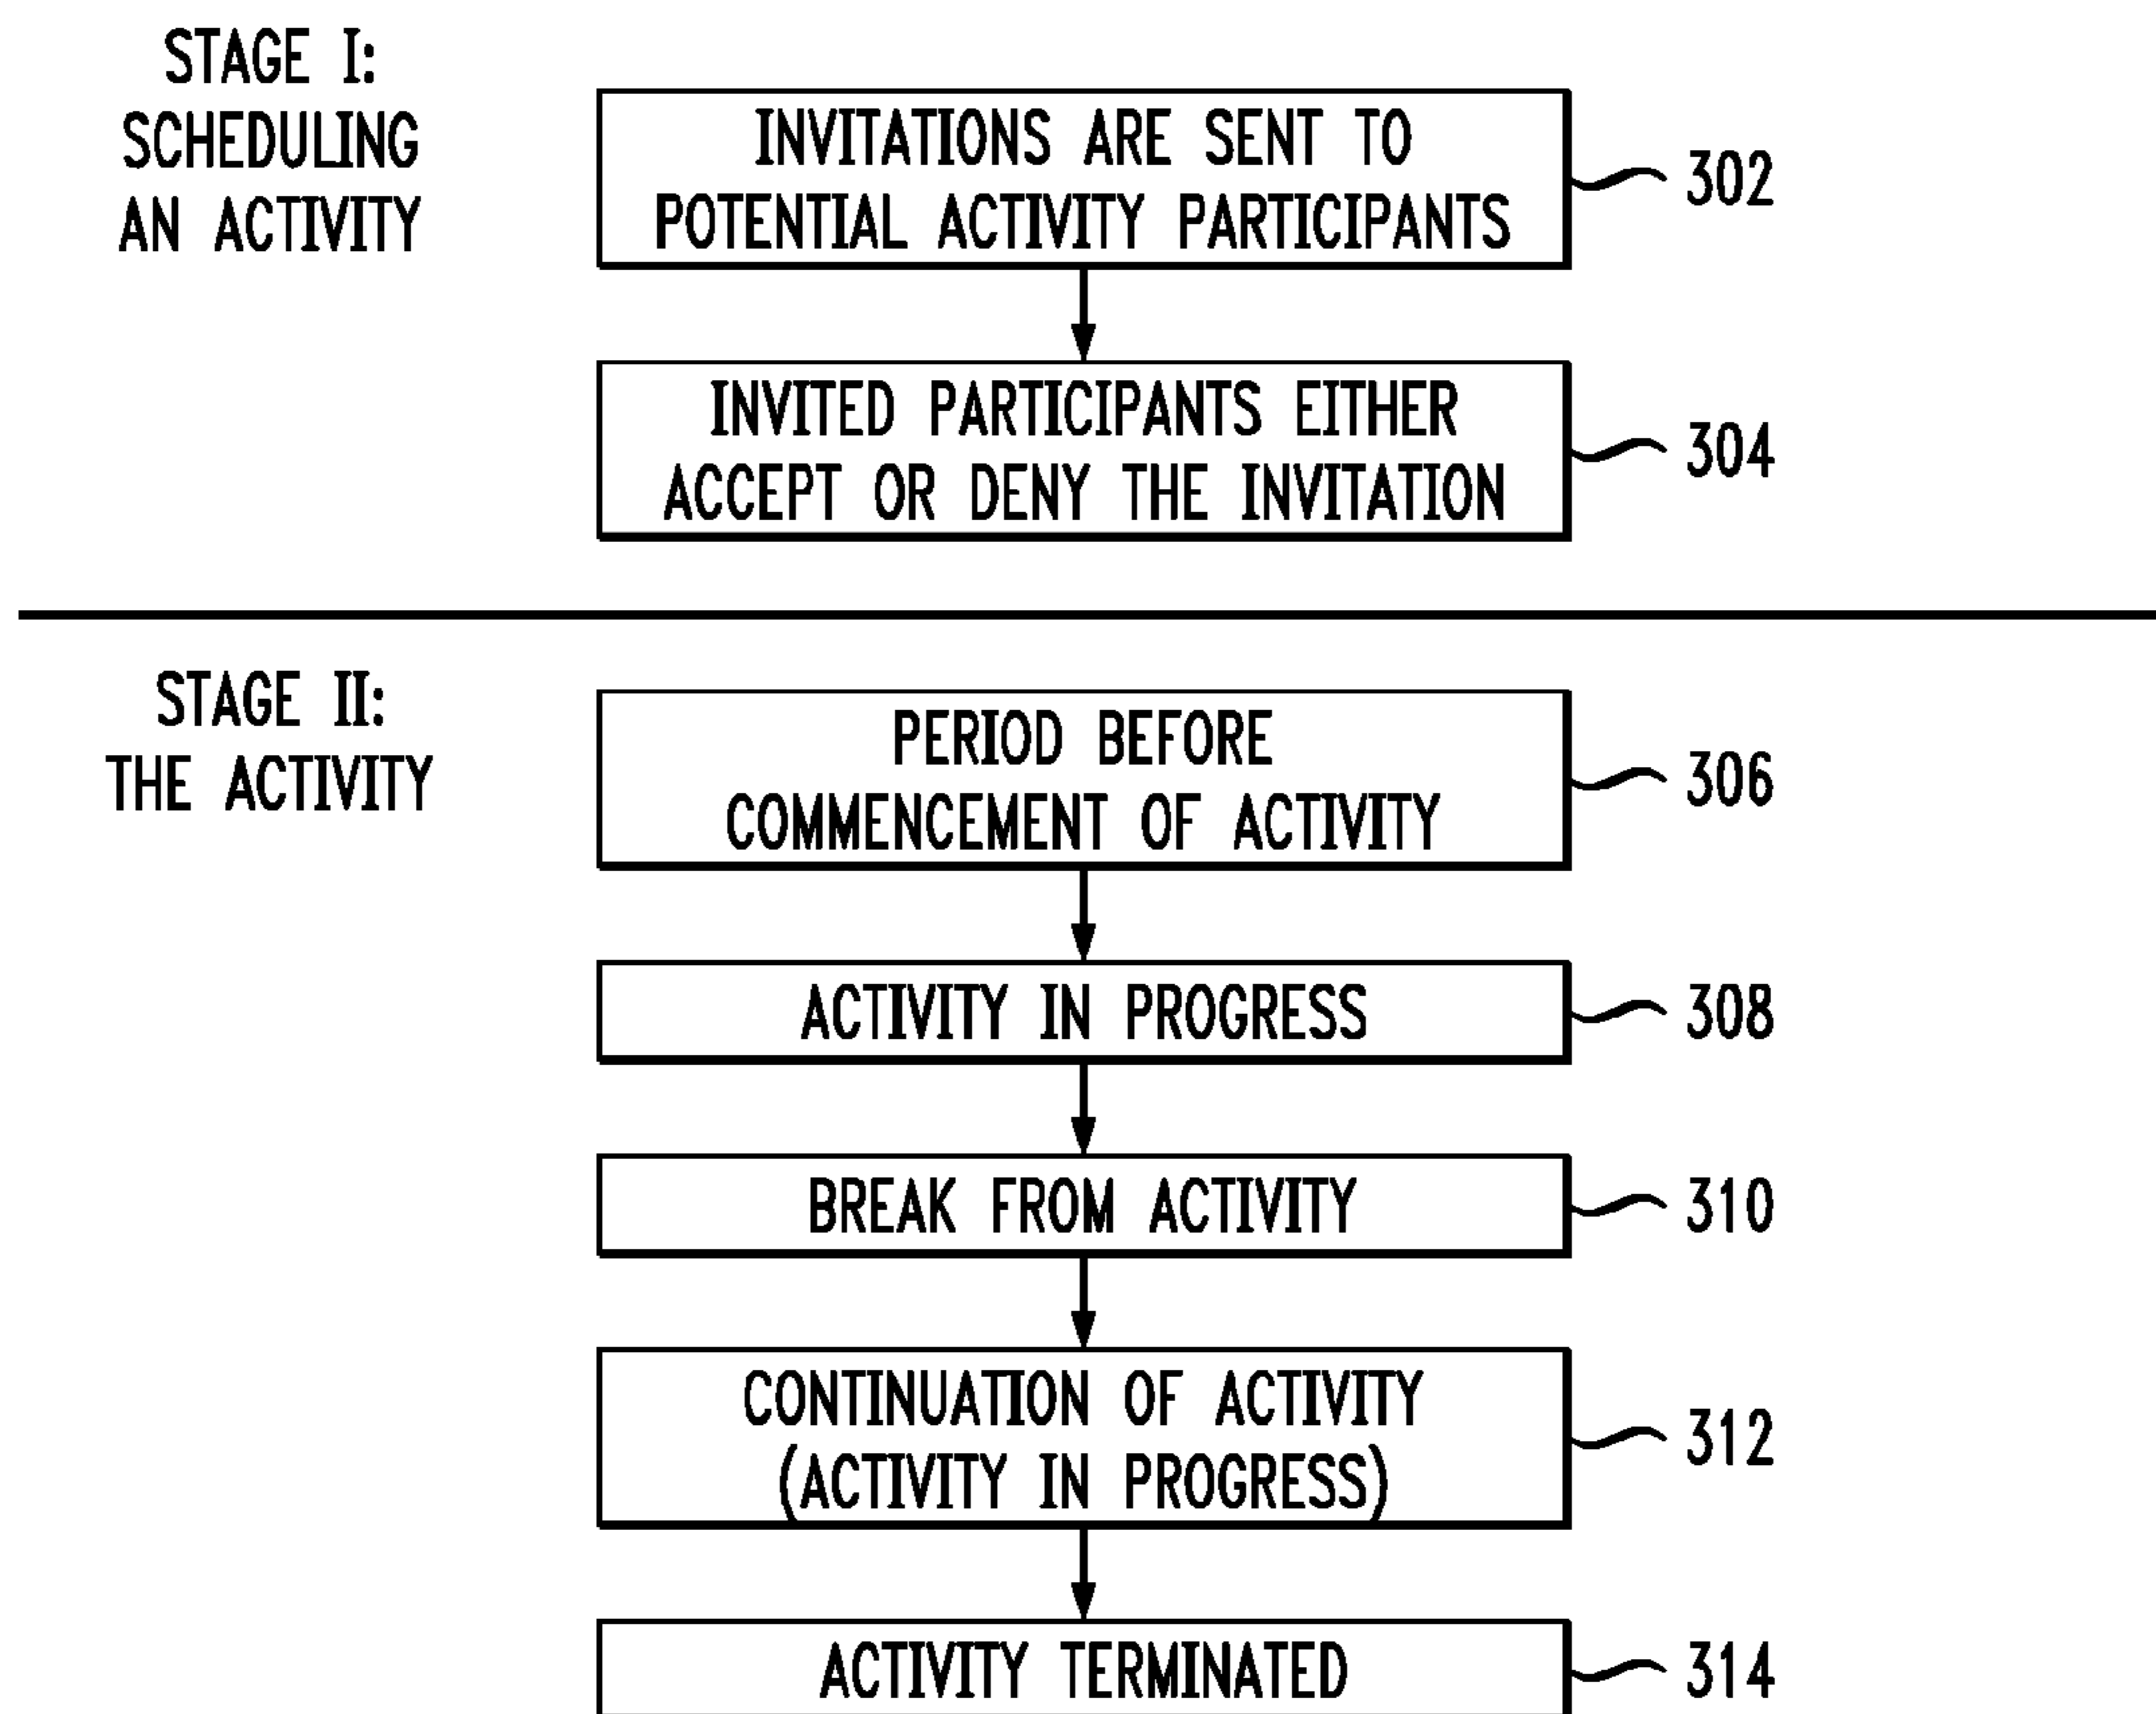 STAGE I:
SCHEDULING
AN ACTIVITY
INVITATIONS ARE SENT TO
POTENTIAL ACTIVITY PARTICIPANTS
302
INVITED PARTICIPANTS EITHER
ACCEPT OR DENY THE INVITATION
304
STAGE II:
THE ACTIVITY
PERIOD BEFORE
COMMENCEMENT OF ACTIVITY
306
ACTIVITY IN PROGRESS
308
BREAK FROM ACTIVITY
310
CONTINUATION OF ACTIVITY
(ACTIVITY IN PROGRESS)
312
ACTIVITY TERMINATED
314